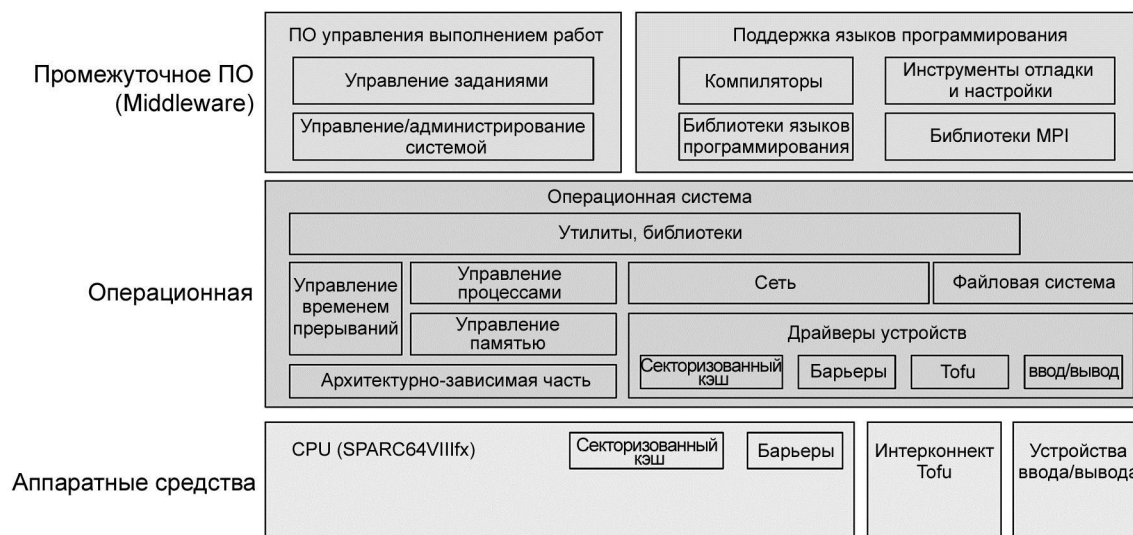 ПО управления выполнением работ
Поддержка языков программирования
Промежуточное ПО
(Middleware)
Управление заданиями
Компиляторы
Инструменты отладки
и настройки
Управление/администрирование
системой
Библиотеки языков
программирования
Библиотеки MPI
Операционная система
Утилиты, библиотеки
Операционная
Управление
временем
прерываний
Управление
процессами
Сеть
Файловая система
Управление
памятью
Драйверы устройств
Архитектурно-зависимая часть
Секторизованный
кэш
Барьеры
Tofu
ввод/вывод
Аппаратные средства
CPU (SPARC64VIIIfx)
Секторизованный
кэш
Барьеры
Интерконнект
Tofu
Устройства
ввода/вывода